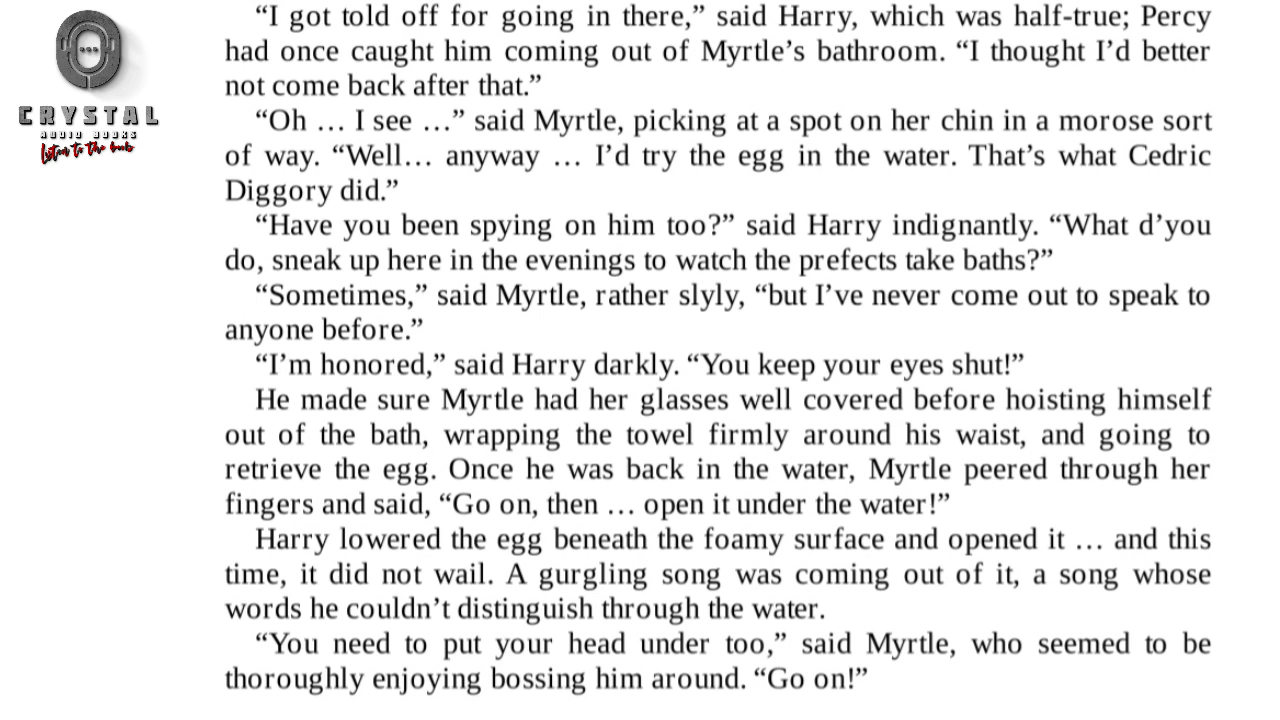 “I got told off for going in there,” said Harry, which was half-true; Percy
had once caught him coming out of Myrtle’s bathroom. “I thought I’d better
not come back after that.”
“Oh … I see …” said Myrtle, picking at a spot on her chin in a morose sort
of way. “Well… anyway … I’d try the egg in the water. That’s what Cedric
Diggory did.”
“Have you been spying on him too?” said Harry indignantly. “What d’you
do, sneak up here in the evenings to watch the prefects take baths?”
“Sometimes,” said Myrtle, rather slyly, “but I’ve never come out to speak to
anyone before.”
“I’m honored,” said Harry darkly. “You keep your eyes shut!”
He made sure Myrtle had her glasses well covered before hoisting himself
out of the bath, wrapping the towel firmly around his waist, and going to
retrieve the egg. Once he was back in the water, Myrtle peered through her
fingers and said, “Go on, then … open it under the water!”
Harry lowered the egg beneath the foamy surface and opened it … and this
time, it did not wail. A gurgling song was coming out of it, a song whose
words he couldn’t distinguish through the water.
“You need to put your head under too,” said Myrtle, who seemed to be
thoroughly enjoying bossing him around. “Go on!”
CRYSTAL
AUDIO BOOKS
Listen to the book